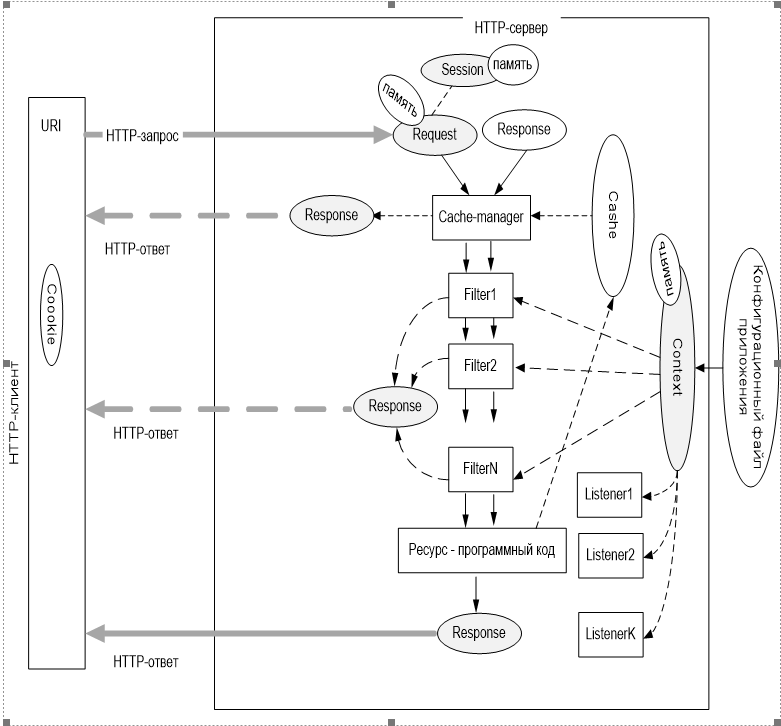 HTTP-сервер
Session
память
память
URI
HTTP-запрос
Request
Response
Response
Cache-manager
Cashe
HTTP-ответ
память
Filter1
Coookie
Context
Конфигурационный файл
приложения
Filter2
HTTP-клиент
Response
HTTP-ответ
FilterN
Listener1
Ресурс - программный код
Listener2
Response
ListenerK
HTTP-ответ